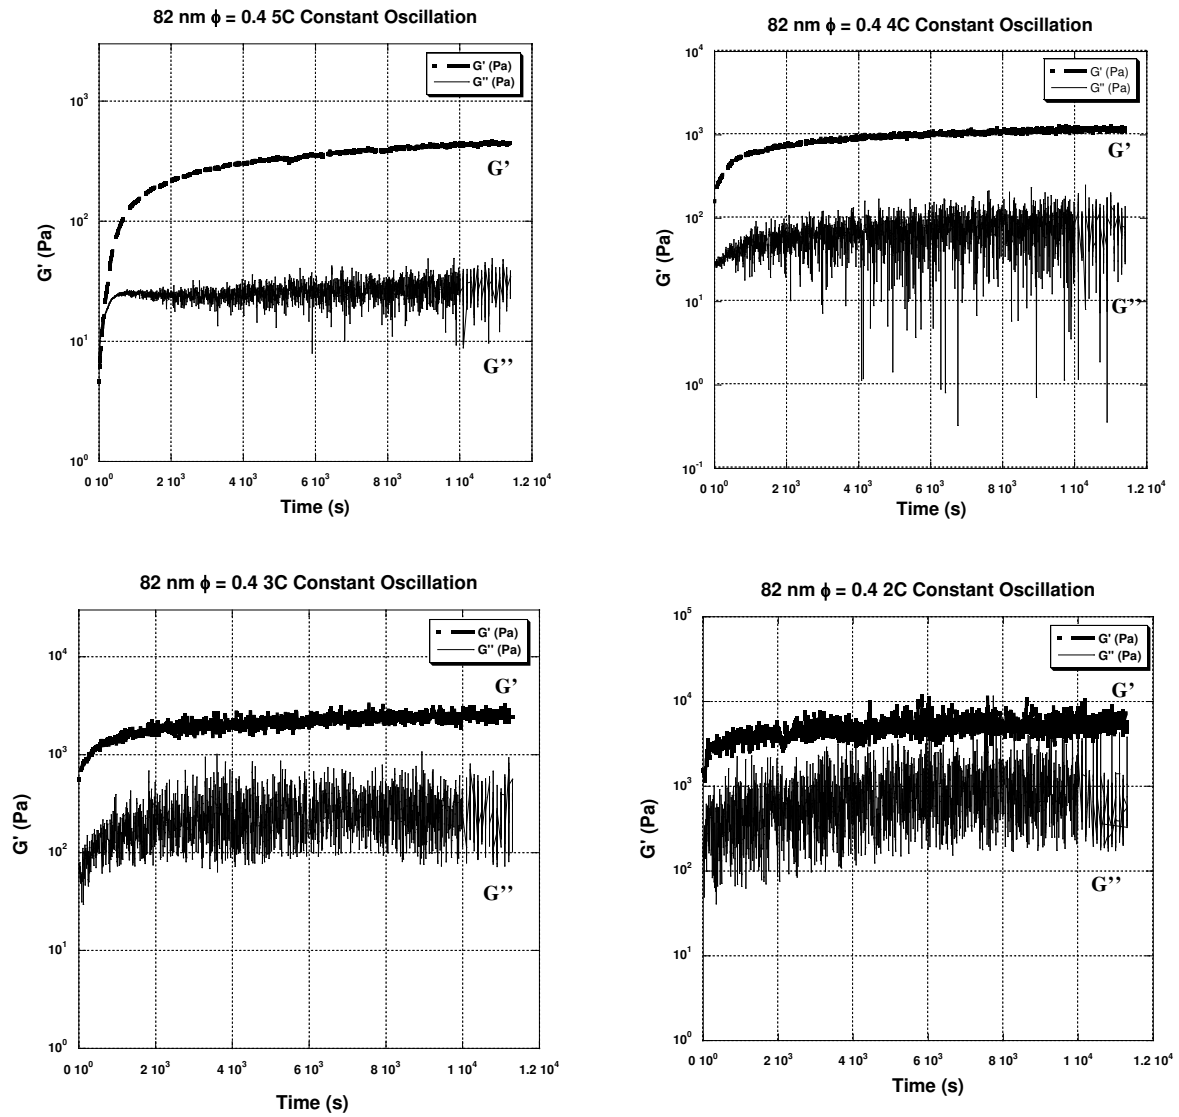 82 nm ϕ = 0.4 5C Constant Oscillation
G' (Pa)
G'' (Pa)
10³
10²
10¹
10⁰
G’
G’’
G' (Pa)
0 10⁰ 2 10³ 4 10³ 6 10³ 8 10³ 1 10⁴ 1.2 10⁴
Time (s)
82 nm ϕ = 0.4 4C Constant Oscillation
G' (Pa)
G'' (Pa)
10⁴
10³
10²
10¹
10⁰
10⁻¹
G’
G’’
G' (Pa)
0 10⁰ 2 10³ 4 10³ 6 10³ 8 10³ 1 10⁴ 1.2 10⁴
Time (s)
82 nm ϕ = 0.4 3C Constant Oscillation
G' (Pa)
G'' (Pa)
10⁴
10³
10²
10¹
10⁰
G’
G’’
G' (Pa)
0 10⁰ 2 10³ 4 10³ 6 10³ 8 10³ 1 10⁴ 1.2 10⁴
Time (s)
82 nm ϕ = 0.4 2C Constant Oscillation
G' (Pa)
G'' (Pa)
10⁵
10⁴
10³
10²
10¹
10⁰
G’
G’’
G' (Pa)
0 10⁰ 2 10³ 4 10³ 6 10³ 8 10³ 1 10⁴ 1.2 10⁴
Time (s)